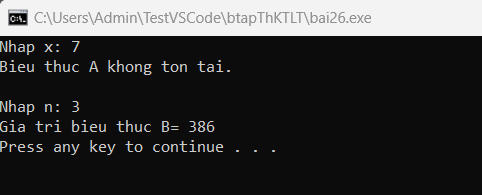 C:\Users\Admin\TestVSCode\btapThKTLT\bai26.exe
Nhap x: 7
Bieu thuc A khong ton tai.
Nhap n: 3
Gia tri bieu thuc B= 386
Press any key to continue . . .